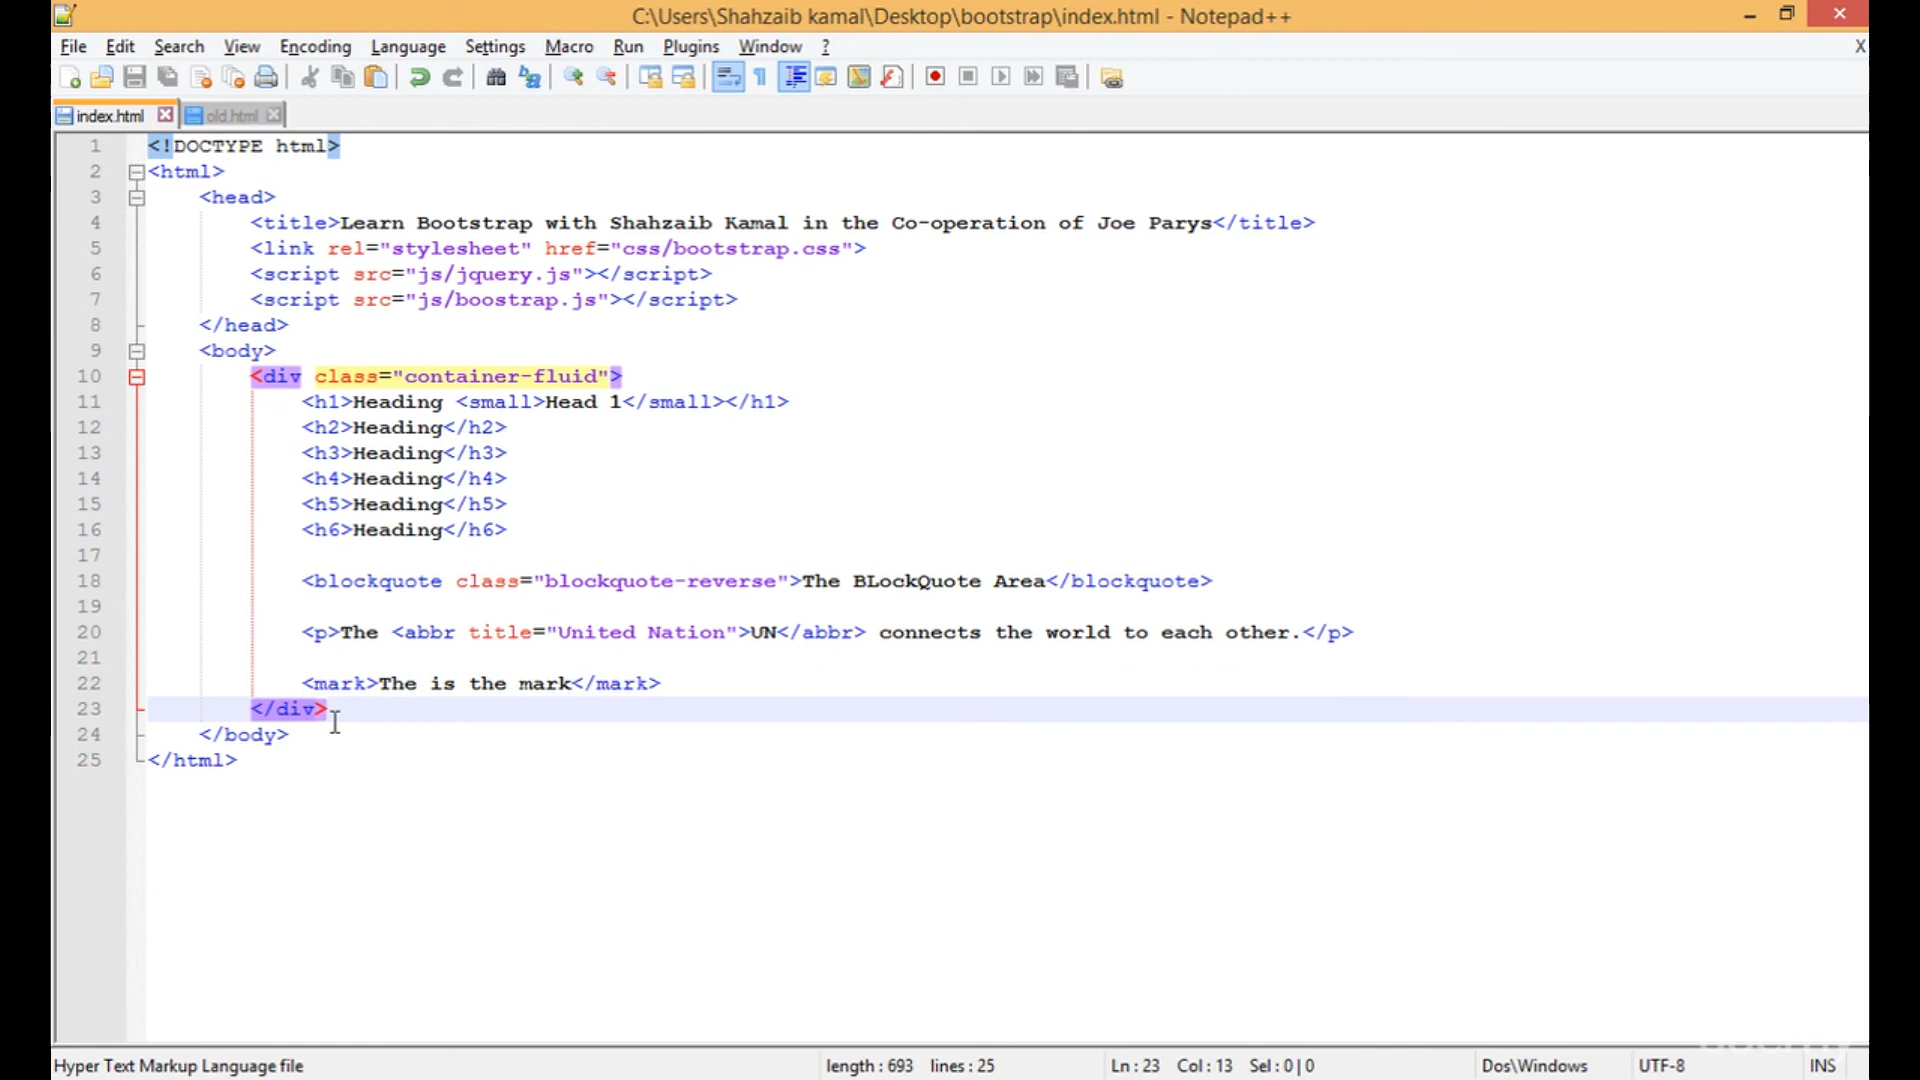 C:\Users\Shahzaib kamal\Desktop\bootstrap\index.html - Notepad++
File Edit Search View Encoding Language Settings Macro Run Plugins Window ? X
index.html old.html
1 <!DOCTYPE html>
2 <html>
3 <head>
4 <title>Learn Bootstrap with Shahzaib Kamal in the Co-operation of Joe Parys</title>
5 <link rel="stylesheet" href="css/bootstrap.css">
6 <script src="js/jquery.js"></script>
7 <script src="js/boostrap.js"></script>
8 </head>
9 <body>
10 <div class="container-fluid">
11 <h1>Heading <small>Head 1</small></h1>
12 <h2>Heading</h2>
13 <h3>Heading</h3>
14 <h4>Heading</h4>
15 <h5>Heading</h5>
16 <h6>Heading</h6>
17
18 <blockquote class="blockquote-reverse">The BLockQuote Area</blockquote>
19
20 <p>The <abbr title="United Nation">UN</abbr> connects the world to each other.</p>
21
22 <mark>The is the mark</mark>
23 </div>
24 </body>
25 </html>
Hyper Text Markup Language file length : 693 lines : 25 Ln : 23 Col : 13 Sel : 0 | 0 Dos\Windows UTF-8 INS